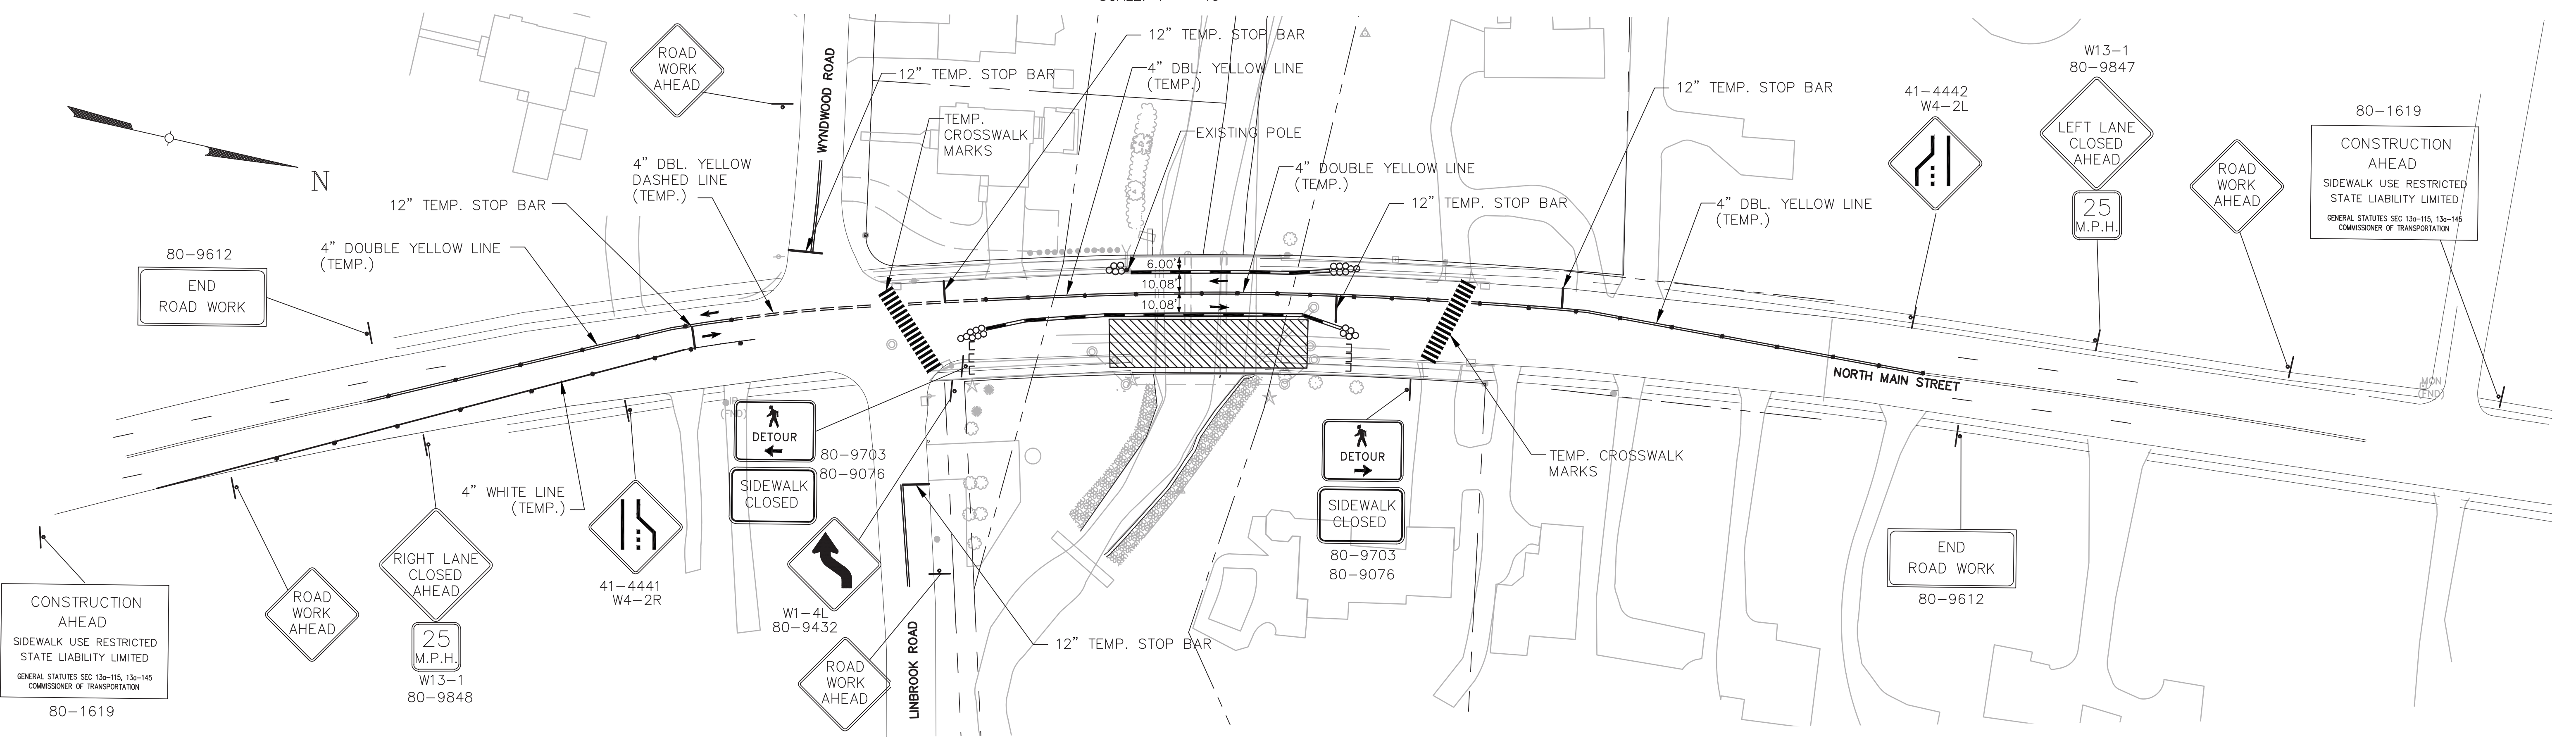 12" TEMP. STOP BAR
ROAD
WORK
AHEAD
WYNDWOOD ROAD
12" TEMP. STOP BAR
4" DBL. YELLOW LINE
(TEMP.)
TEMP.
CROSSWALK
MARKS
EXISTING POLE
12" TEMP. STOP BAR
W13-1
80-9847
LEFT LANE
CLOSED
AHEAD
25
M.P.H.
41-4442
W4-2L
ROAD
WORK
AHEAD
80-1619
CONSTRUCTION
AHEAD
SIDEWALK USE RESTRICTED
STATE LIABILITY LIMITED
GENERAL STATUTES SEC 13a-115, 13a-145
COMMISSIONER OF TRANSPORTATION
N
4" DBL. YELLOW
DASHED LINE
(TEMP.)
4" DOUBLE YELLOW LINE
(TEMP.)
12" TEMP. STOP BAR
12" TEMP. STOP BAR
4" DBL. YELLOW LINE
(TEMP.)
4" DOUBLE YELLOW LINE
(TEMP.)
80-9612
END
ROAD WORK
6.00'
10.08'
10.08'
NORTH MAIN STREET
MON
(FND)
IP
(FND)
DETOUR
80-9703
80-9076
SIDEWALK
CLOSED
DETOUR
SIDEWALK
CLOSED
80-9703
80-9076
TEMP. CROSSWALK
MARKS
4" WHITE LINE
(TEMP.)
RIGHT LANE
CLOSED
AHEAD
25
M.P.H.
W13-1
80-9848
41-4441
W4-2R
W1-4L
80-9432
END
ROAD WORK
80-9612
ROAD
WORK
AHEAD
CONSTRUCTION
AHEAD
SIDEWALK USE RESTRICTED
STATE LIABILITY LIMITED
GENERAL STATUTES SEC 13a-115, 13a-145
COMMISSIONER OF TRANSPORTATION
80-1619
12" TEMP. STOP BAR
LINBROOK ROAD
ROAD
WORK
AHEAD